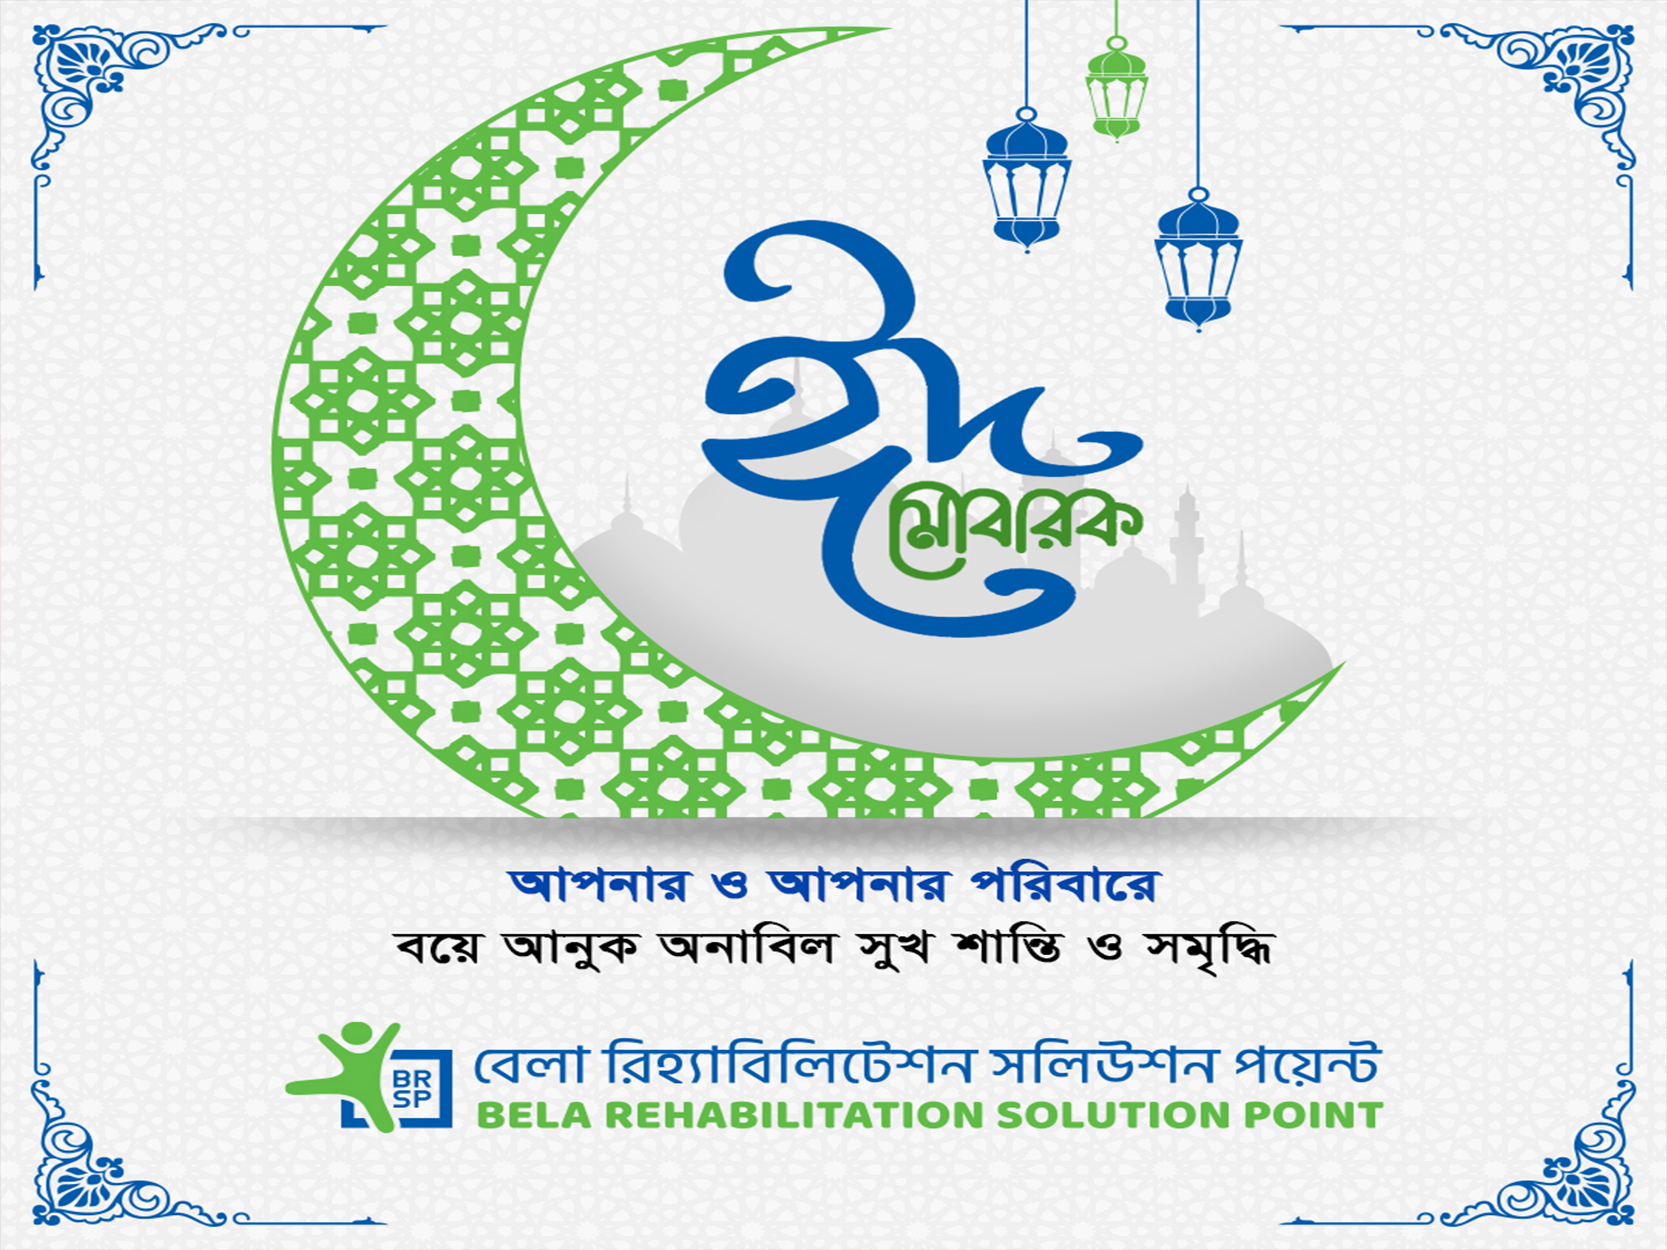 ঈদ
মোবারক
আপনার ও আপনার পরিবারে
বয়ে আনুক অনাবিল সুখ শান্তি ও সমৃদ্ধি
BR
SP
বেলা রিহ্যাবিলিটেশন সলিউশন পয়েন্ট
BELA REHABILITATION SOLUTION POINT